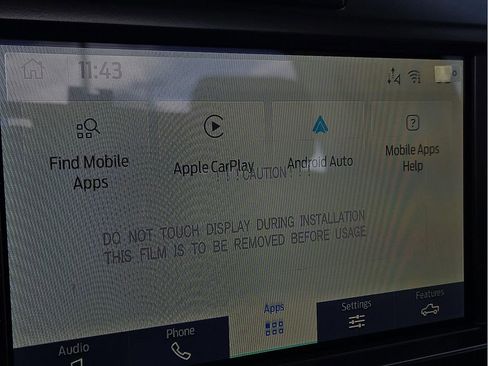 11:43
Find Mobile
Apps
Apple CarPlay
Android Auto
Mobile Apps
Help
!!!CAUTION!!!
DO NOT TOUCH DISPLAY DURING INSTALLATION
THIS FILM IS TO BE REMOVED BEFORE USAGE
Audio
Phone
Apps
Settings
Features